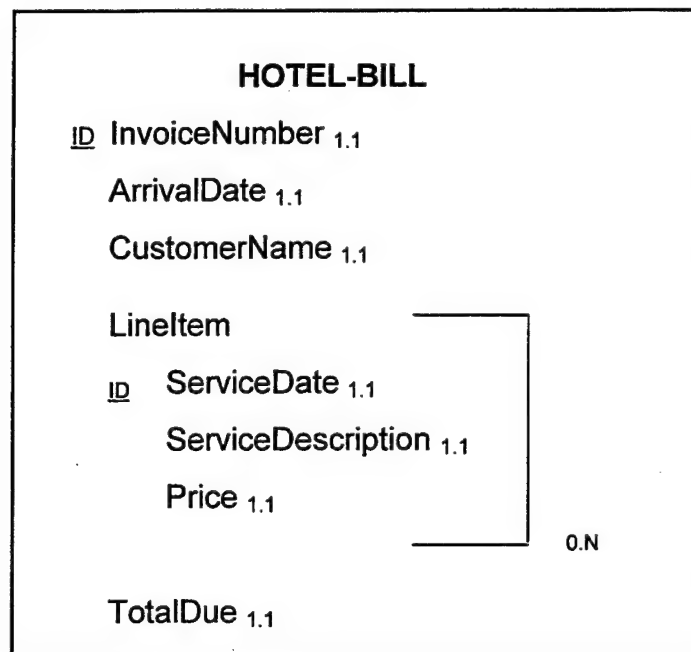 HOTEL-BILL
ID InvoiceNumber 1.1
ArrivalDate 1.1
CustomerName 1.1
LineItem
ID ServiceDate 1.1
ServiceDescription 1.1
Price 1.1
0.N
TotalDue 1.1